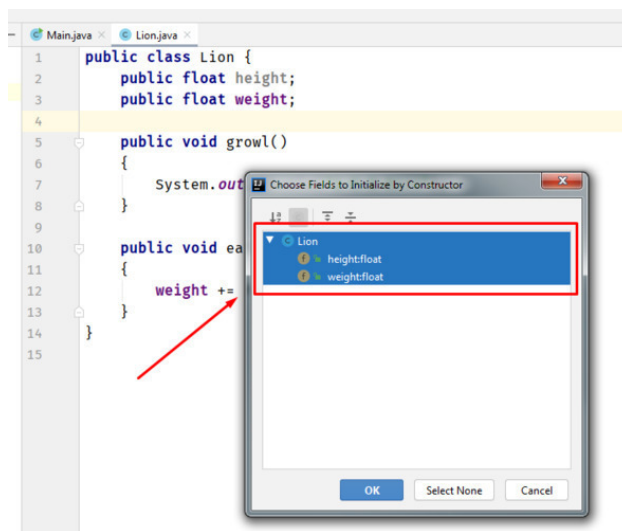 Main.java
Lion.java
1 public class Lion {
2 public float height;
3 public float weight;
4
5 public void growl()
6 {
7 System.out
8 }
9
10 public void ea
11 {
12 weight +=
13 }
14 }
15
Choose Fields to Initialize by Constructor
Lion
f height:float
f weight:float
OK Select None Cancel